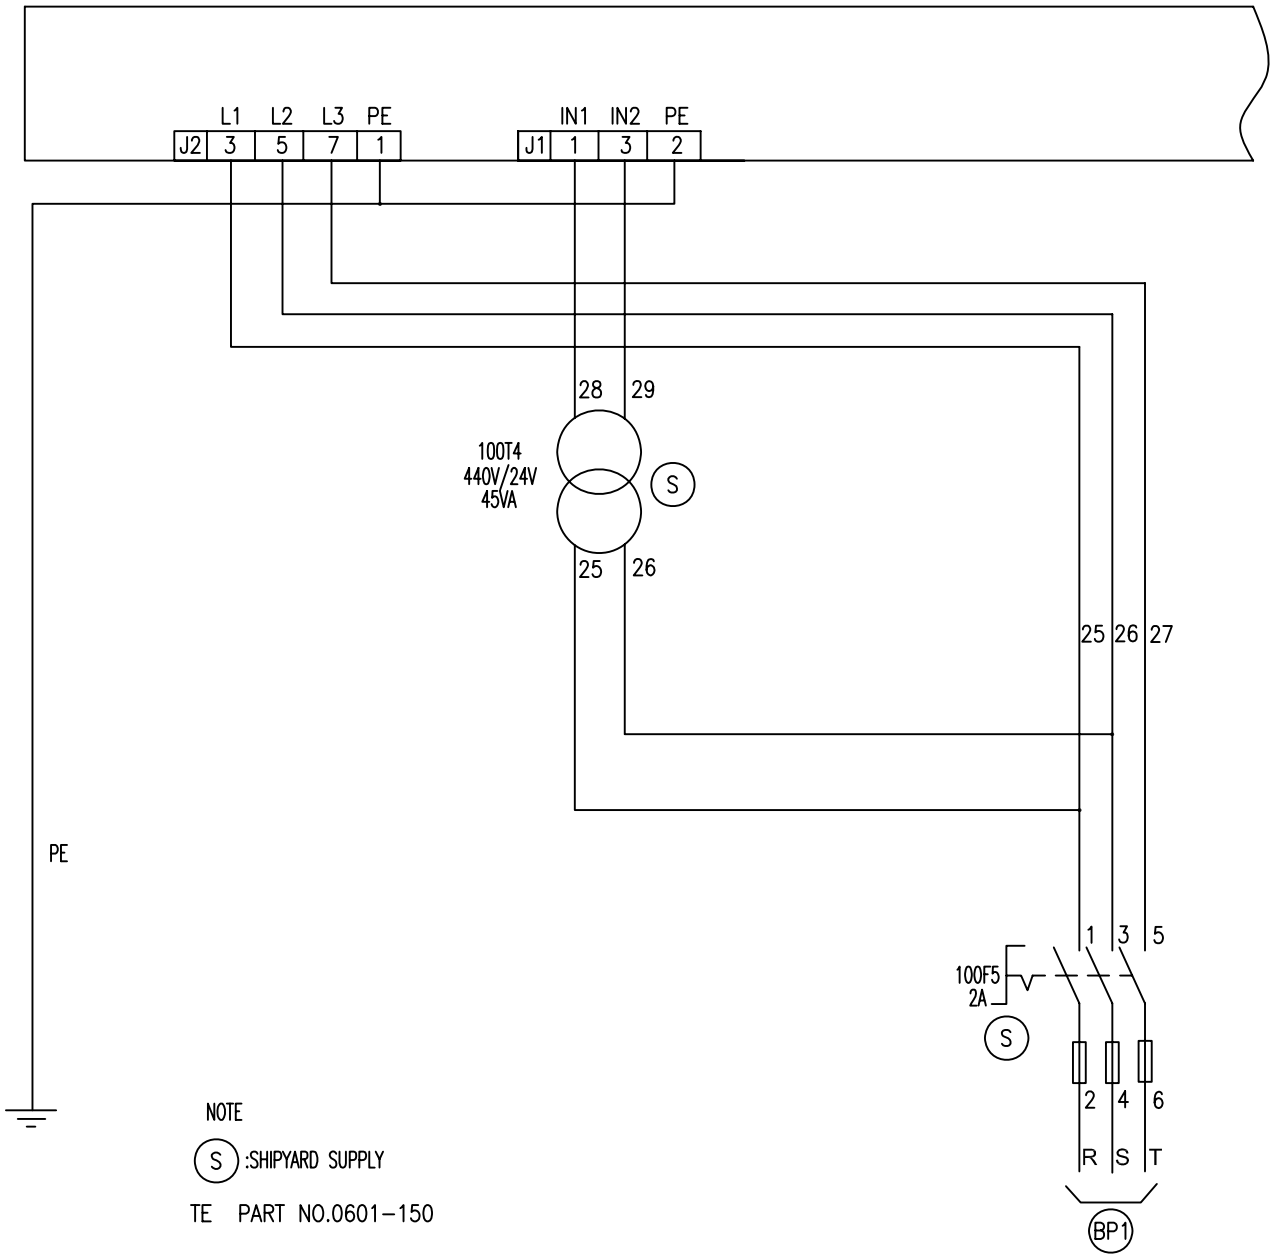 L1 L2 L3 PE IN1 IN2 PE
J2 3 5 7 1 J1 1 3 2
28 29
100T4
440V/24V
45VA
S
25 26
25 26 27
PE
1 3 5
100F5
2A
S
2 4 6
NOTE
S :SHIPYARD SUPPLY
R S T
TE PART NO.0601-150
BP1